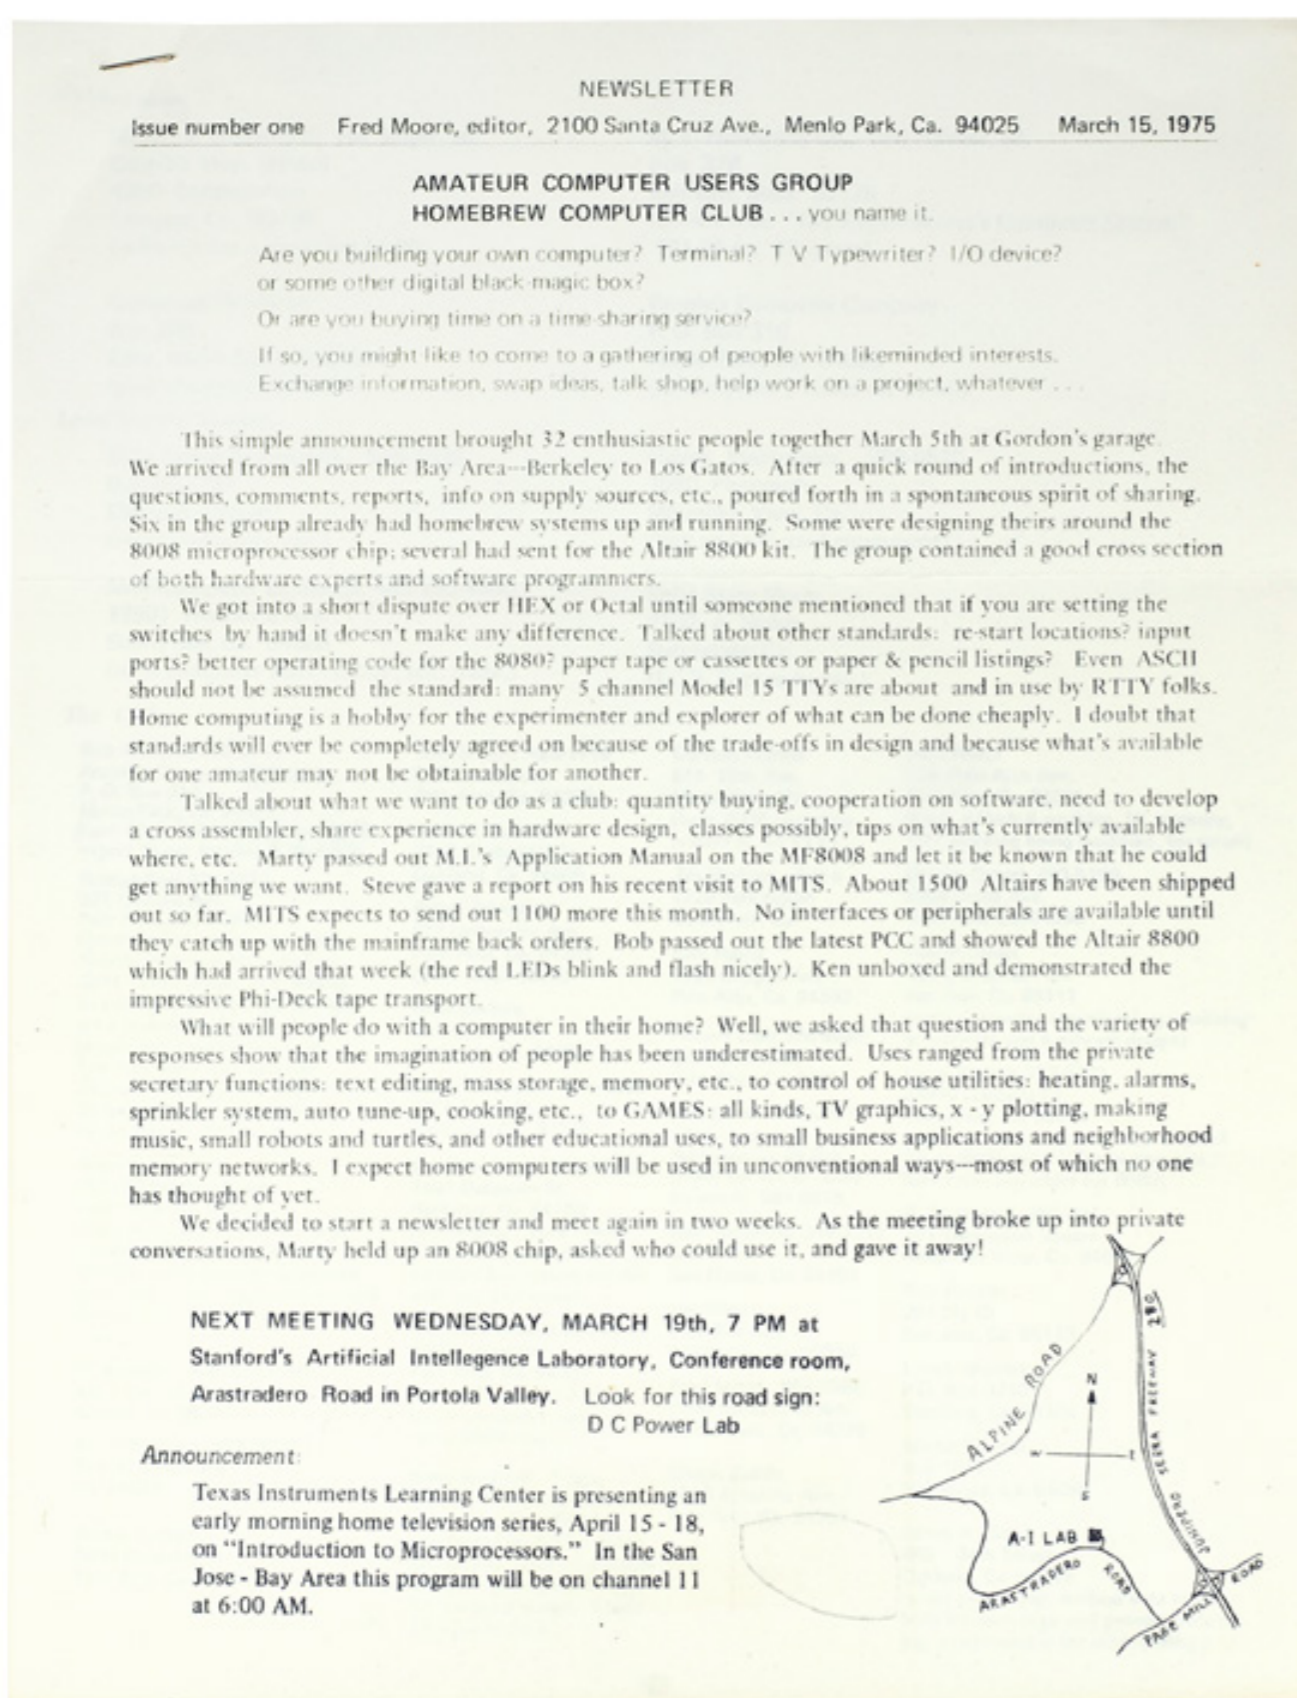 NEWSLETTER
Issue number one Fred Moore, editor, 2100 Santa Cruz Ave., Menlo Park, Ca. 94025 March 15, 1975
AMATEUR COMPUTER USERS GROUP
HOMEBREW COMPUTER CLUB . . . you name it.
Are you building your own computer? Terminal? T V Typewriter? I/O device?
or some other digital black-magic box?
Or are you buying time on a time-sharing service?
If so, you might like to come to a gathering of people with likeminded interests.
Exchange information, swap ideas, talk shop, help work on a project, whatever . . .
This simple announcement brought 32 enthusiastic people together March 5th at Gordon's garage.
We arrived from all over the Bay Area---Berkeley to Los Gatos. After a quick round of introductions, the
questions, comments, reports, info on supply sources, etc., poured forth in a spontaneous spirit of sharing.
Six in the group already had homebrew systems up and running. Some were designing theirs around the
8008 microprocessor chip; several had sent for the Altair 8800 kit. The group contained a good cross section
of both hardware experts and software programmers.
We got into a short dispute over HEX or Octal until someone mentioned that if you are setting the
switches by hand it doesn't make any difference. Talked about other standards: re-start locations? input
ports? better operating code for the 8080? paper tape or cassettes or paper & pencil listings? Even ASCII
should not be assumed the standard: many 5 channel Model 15 TTYs are about and in use by RTTY folks.
Home computing is a hobby for the experimenter and explorer of what can be done cheaply. I doubt that
standards will ever be completely agreed on because of the trade-offs in design and because what's available
for one amateur may not be obtainable for another.
Talked about what we want to do as a club: quantity buying, cooperation on software, need to develop
a cross assembler, share experience in hardware design, classes possibly, tips on what's currently available
where, etc. Marty passed out M.I.'s Application Manual on the MF8008 and let it be known that he could
get anything we want. Steve gave a report on his recent visit to MITS. About 1500 Altairs have been shipped
out so far. MITS expects to send out 1100 more this month. No interfaces or peripherals are available until
they catch up with the mainframe back orders. Bob passed out the latest PCC and showed the Altair 8800
which had arrived that week (the red LEDs blink and flash nicely). Ken unboxed and demonstrated the
impressive Phi-Deck tape transport.
What will people do with a computer in their home? Well, we asked that question and the variety of
responses show that the imagination of people has been underestimated. Uses ranged from the private
secretary functions: text editing, mass storage, memory, etc., to control of house utilities: heating, alarms,
sprinkler system, auto tune-up, cooking, etc., to GAMES: all kinds, TV graphics, x - y plotting, making
music, small robots and turtles, and other educational uses, to small business applications and neighborhood
memory networks. I expect home computers will be used in unconventional ways---most of which no one
has thought of yet.
We decided to start a newsletter and meet again in two weeks. As the meeting broke up into private
conversations, Marty held up an 8008 chip, asked who could use it, and gave it away!
NEXT MEETING WEDNESDAY, MARCH 19th, 7 PM at
Stanford's Artificial Intellegence Laboratory, Conference room,
Arastradero Road in Portola Valley. Look for this road sign:
D C Power Lab
Announcement:
Texas Instruments Learning Center is presenting an
early morning home television series, April 15 - 18,
on "Introduction to Microprocessors." In the San
Jose - Bay Area this program will be on channel 11
at 6:00 AM.
ALPINE ROAD
JUNIPERO SERRA FREEWAY 280
N
W E
S
A-I LAB
ARASTRADERO ROAD
PAGE MILL ROAD